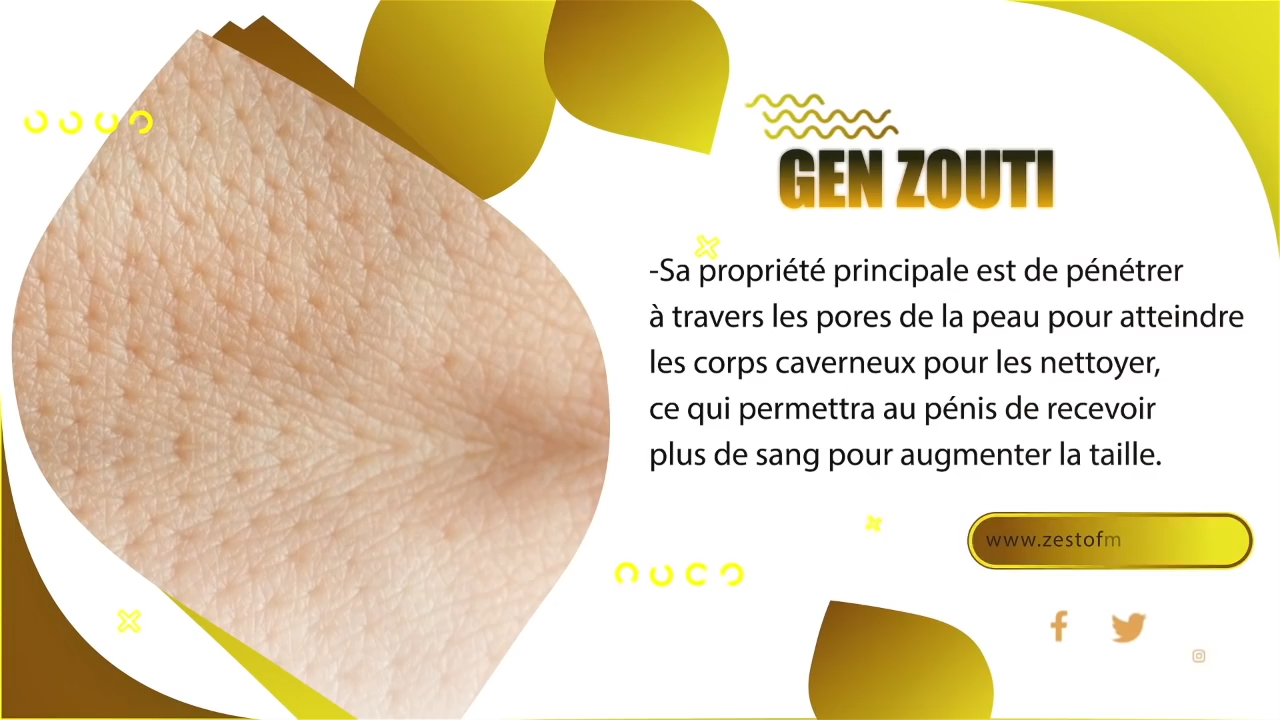 GEN ZOUTI
-Sa propriété principale est de pénétrer
à travers les pores de la peau pour atteindre
les corps caverneux pour les nettoyer,
ce qui permettra au pénis de recevoir
plus de sang pour augmenter la taille.
www.zestofm